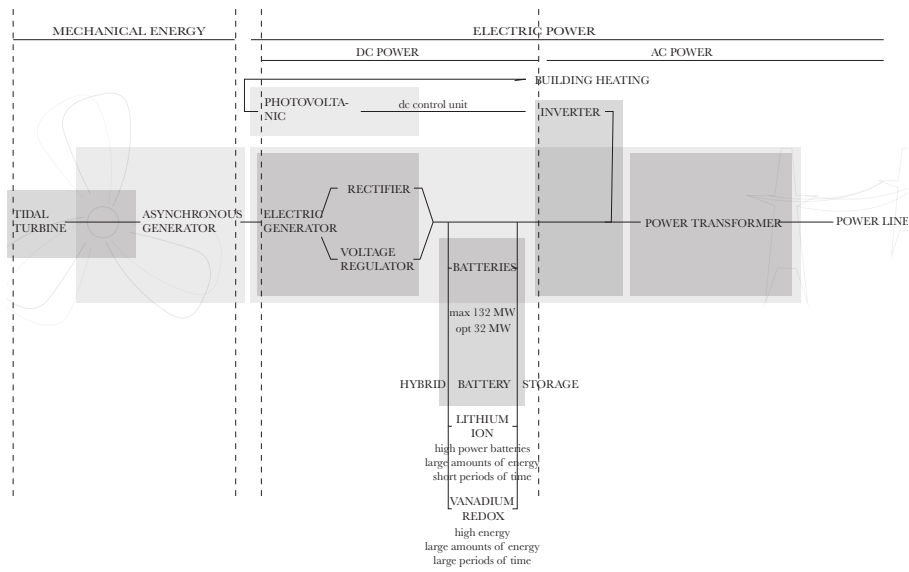 MECHANICAL ENERGY
ELECTRIC POWER
DC POWER
AC POWER
BUILDING HEATING
PHOTOVOLTA-
NIC
dc control unit
INVERTER
RECTIFIER
TIDAL
TURBINE
ASYNCHRONOUS
GENERATOR
ELECTRIC
GENERATOR
VOLTAGE
REGULATOR
POWER TRANSFORMER
POWER LINE
BATTERIES
max 132 MW
opt 32 MW
HYBRID BATTERY STORAGE
LITHIUM
ION
high power batteries
large amounts of energy
short periods of time
VANADIUM
REDOX
high energy
large amounts of energy
large periods of time